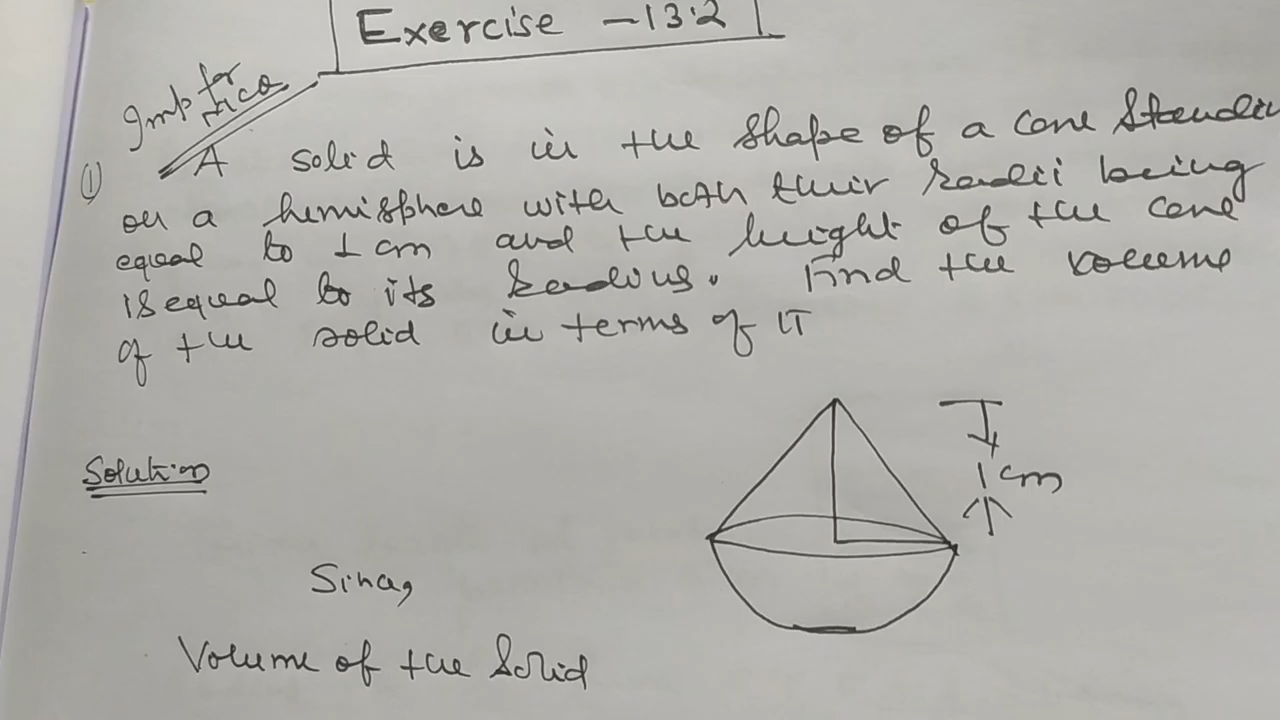 Exercise - 13.2
Imp for
① A solid is in the shape of a cone standin
on a hemisphere with both their radii being
equal to 1 cm and the height of the cone
is equal to its radius. Find the volume
of the solid in terms of π
1 cm
Solution
Since,
Volume of the Solid